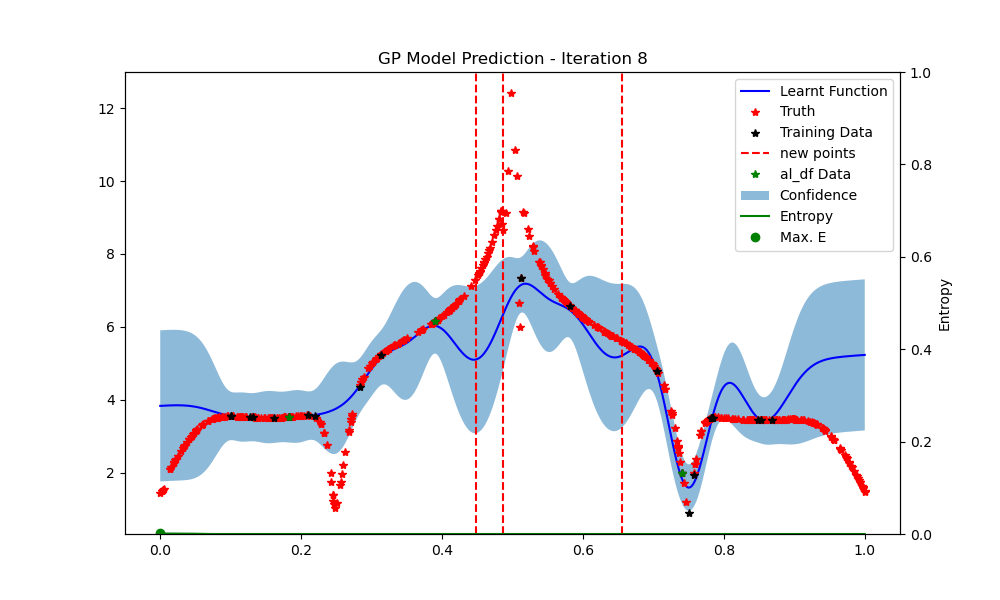 GP Model Prediction - Iteration 8
12
10
8
6
4
2
0.0
0.2
0.4
0.6
0.8
1.0
1.0
0.8
0.6
0.4
0.2
0.0
Entropy
Learnt Function
Truth
Training Data
new points
al_df Data
Confidence
Entropy
Max. E